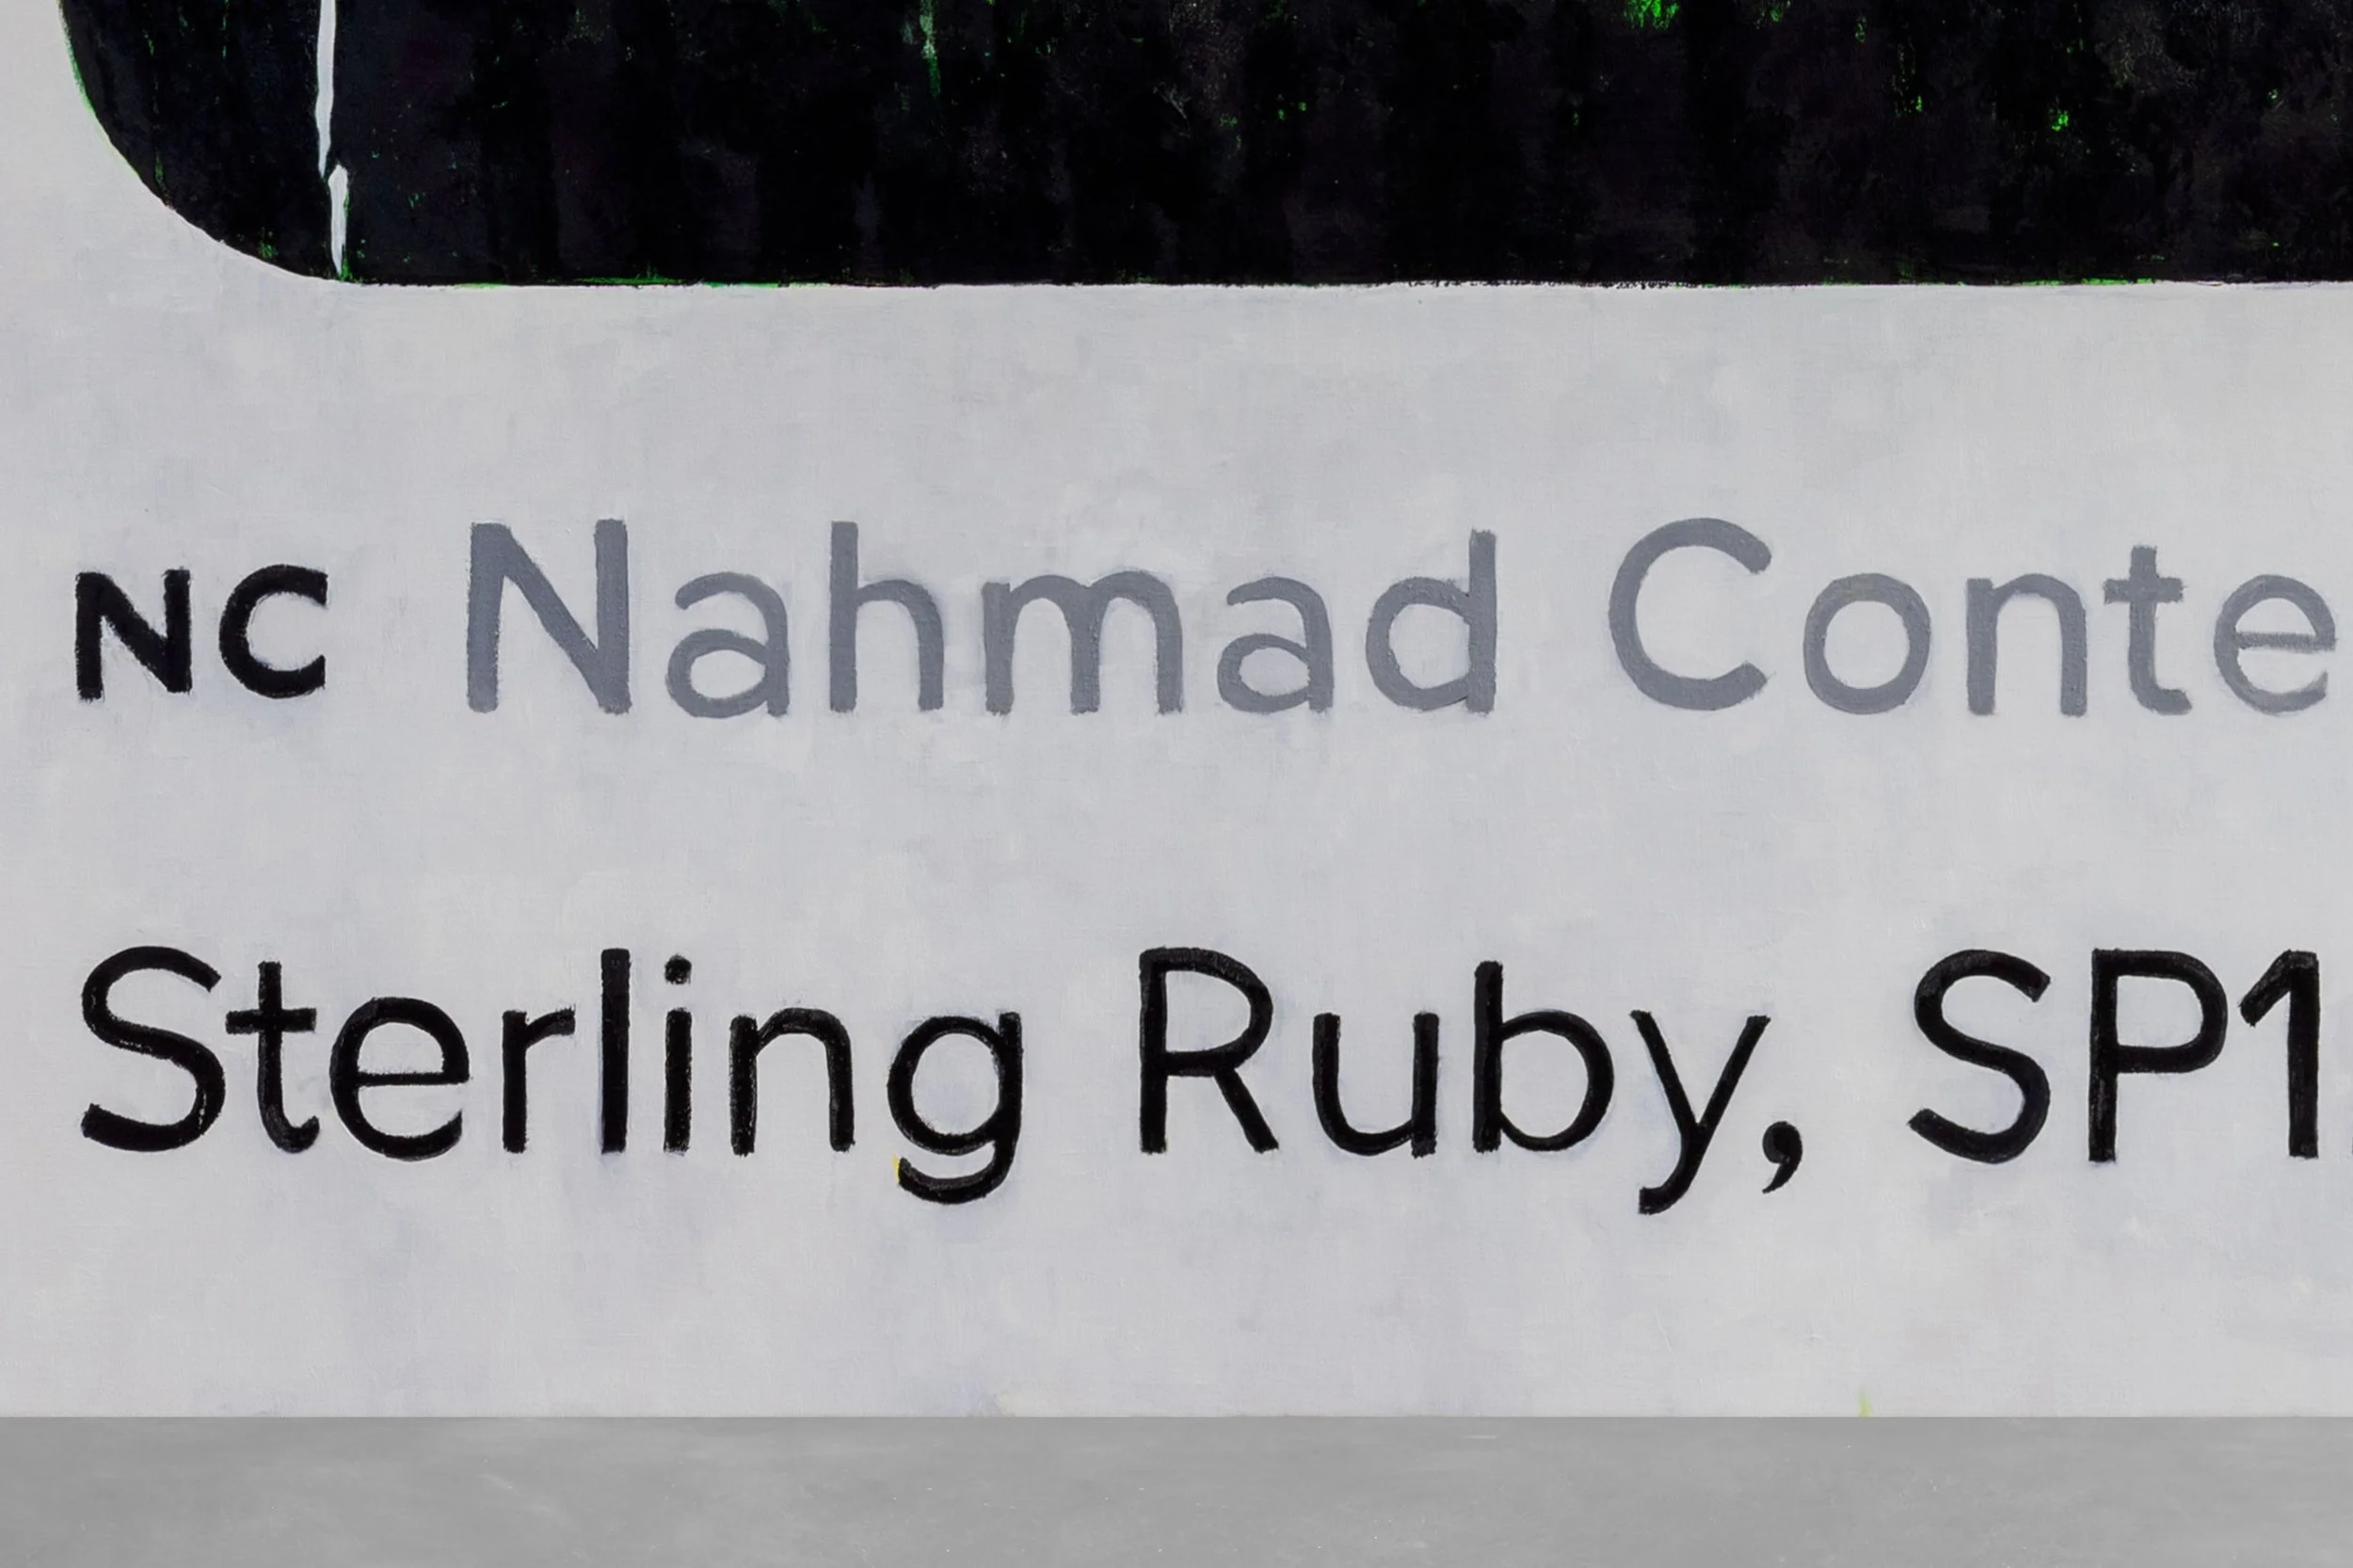 NC Nahmad Conte
Sterling Ruby, SP1